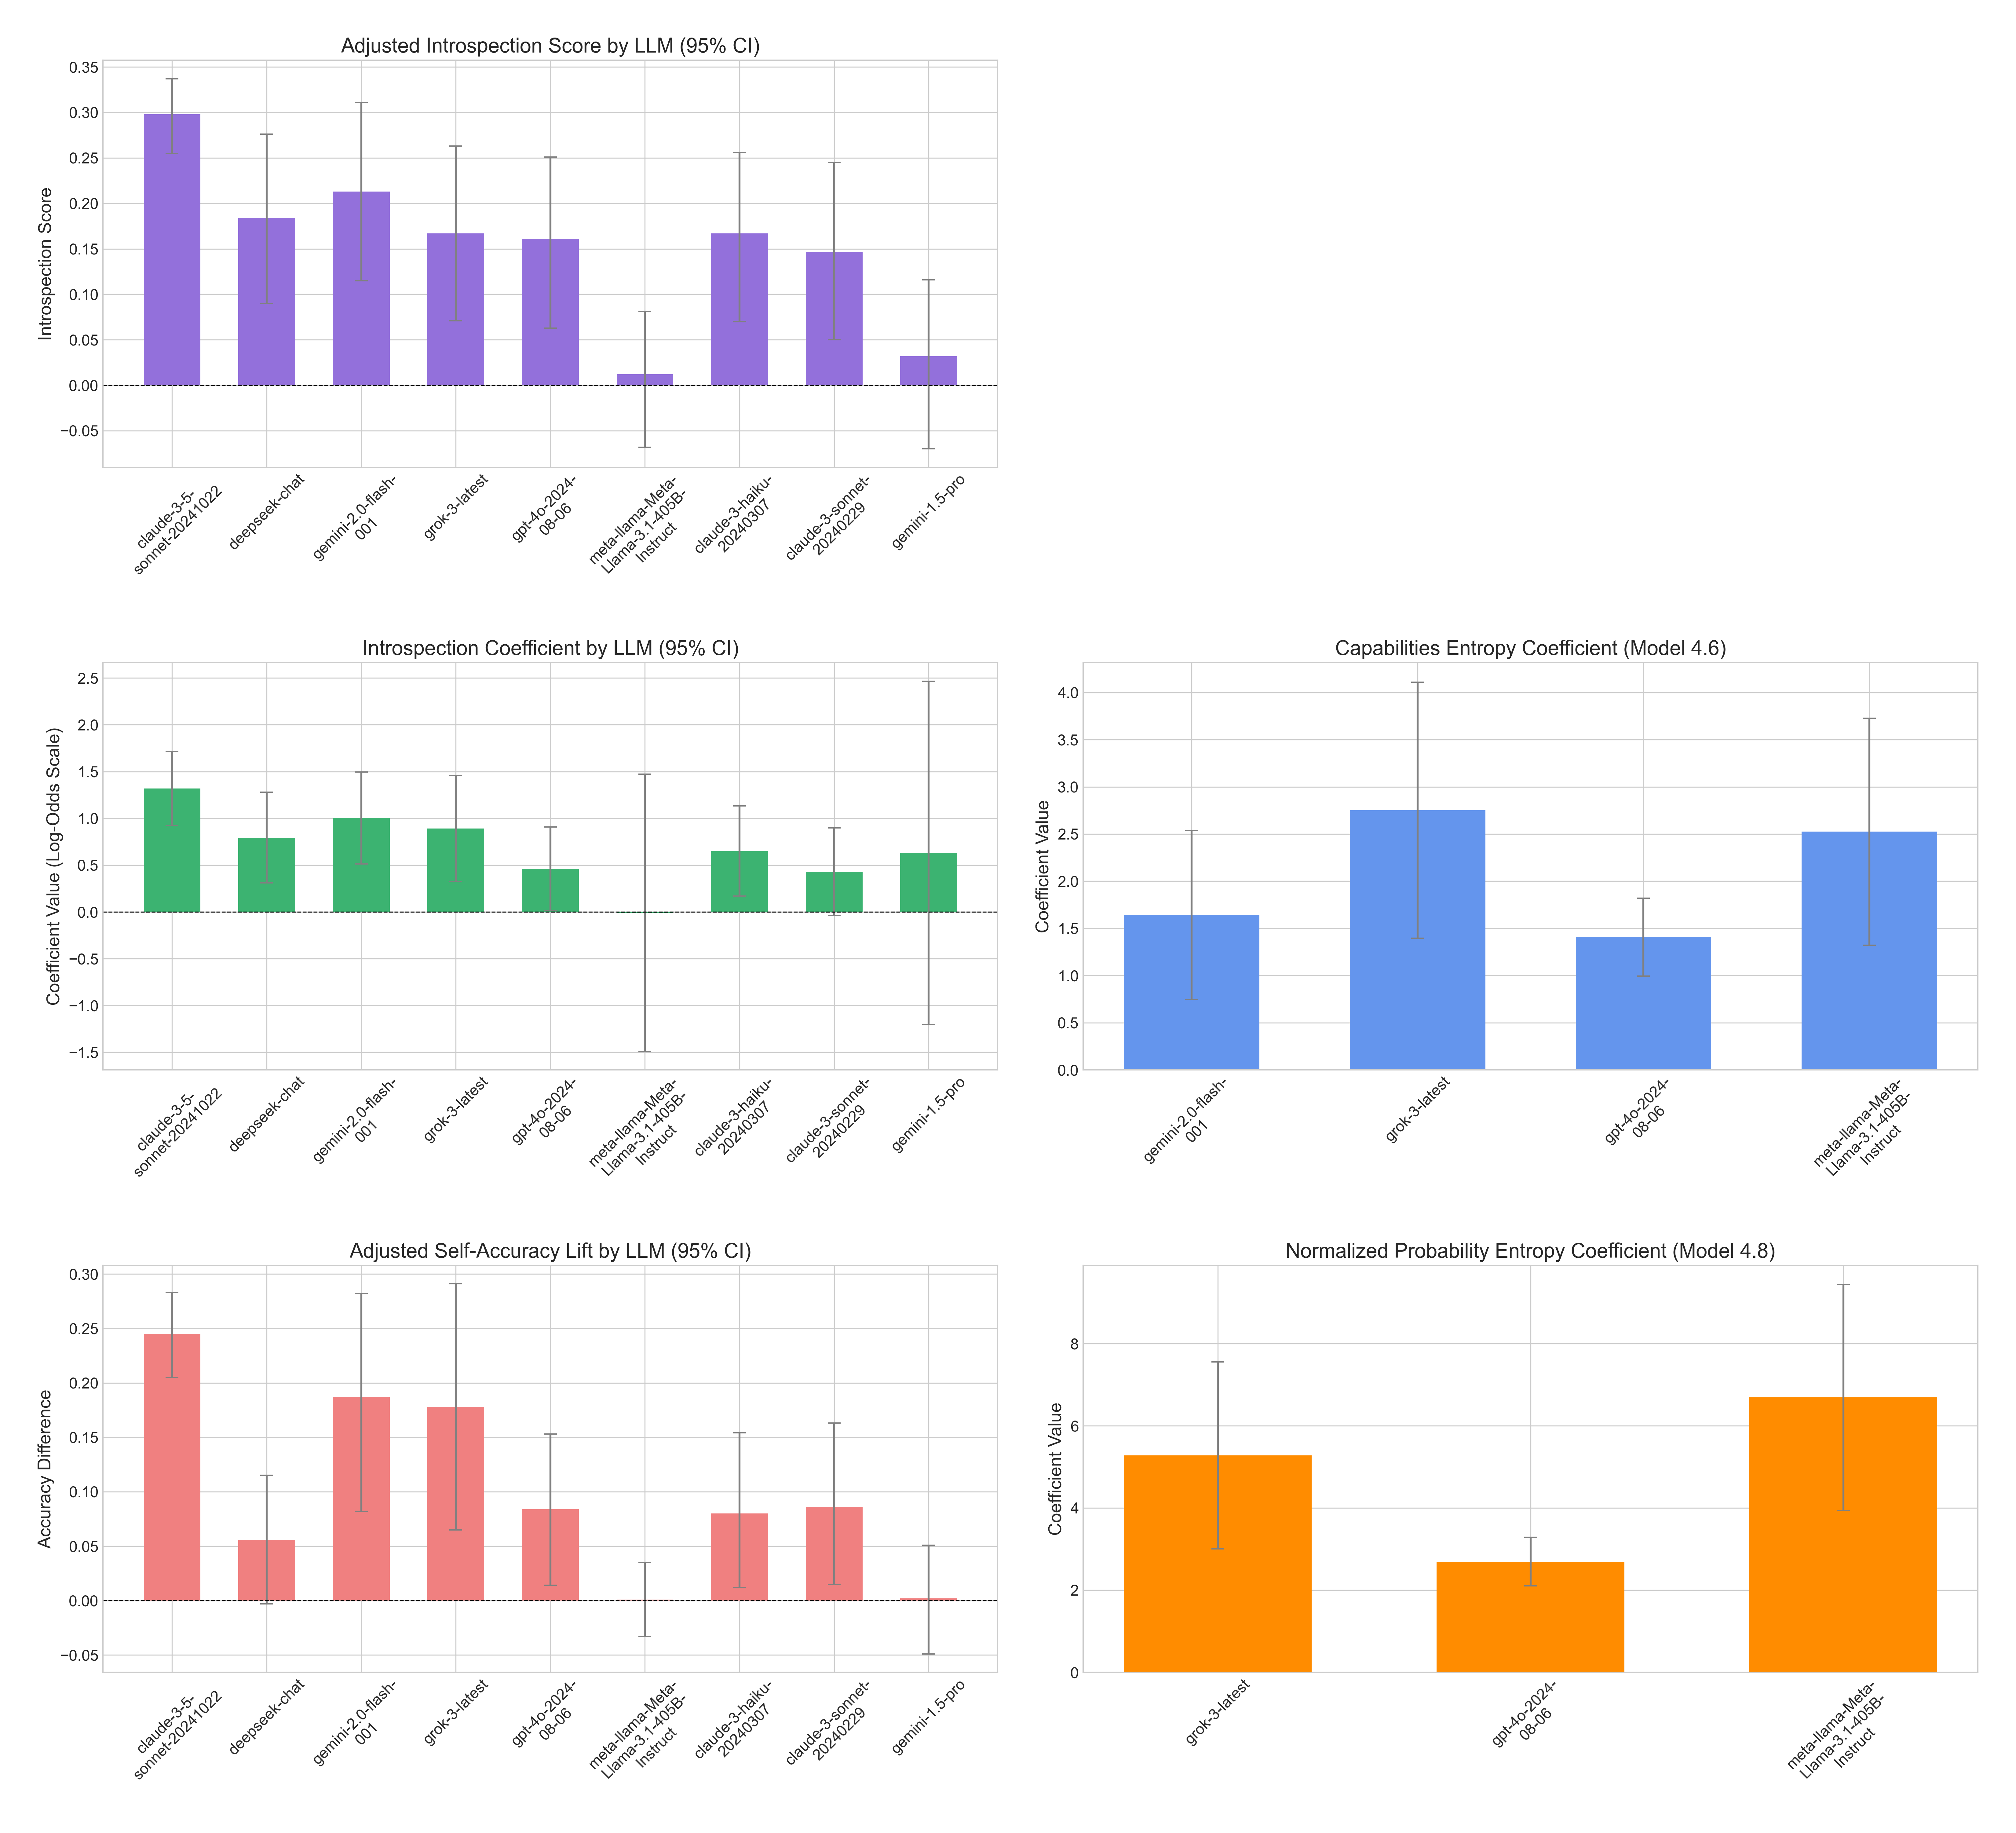 Adjusted Introspection Score by LLM (95% CI)
Introspection Score
0.35
0.30
0.25
0.20
0.15
0.10
0.05
0.00
−0.05
claude-3-5-
sonnet-20241022
deepseek-chat
gemini-2.0-flash-
001
grok-3-latest
gpt-4o-2024-
08-06
meta-llama-Meta-
Llama-3.1-405B-
Instruct
claude-3-haiku-
20240307
claude-3-sonnet-
20240229
gemini-1.5-pro
Introspection Coefficient by LLM (95% CI)
Coefficient Value (Log-Odds Scale)
2.5
2.0
1.5
1.0
0.5
0.0
−0.5
−1.0
−1.5
claude-3-5-
sonnet-20241022
deepseek-chat
gemini-2.0-flash-
001
grok-3-latest
gpt-4o-2024-
08-06
meta-llama-Meta-
Llama-3.1-405B-
Instruct
claude-3-haiku-
20240307
claude-3-sonnet-
20240229
gemini-1.5-pro
Capabilities Entropy Coefficient (Model 4.6)
Coefficient Value
4.0
3.5
3.0
2.5
2.0
1.5
1.0
0.5
0.0
gemini-2.0-flash-
001
grok-3-latest
gpt-4o-2024-
08-06
meta-llama-Meta-
Llama-3.1-405B-
Instruct
Adjusted Self-Accuracy Lift by LLM (95% CI)
Accuracy Difference
0.30
0.25
0.20
0.15
0.10
0.05
0.00
−0.05
claude-3-5-
sonnet-20241022
deepseek-chat
gemini-2.0-flash-
001
grok-3-latest
gpt-4o-2024-
08-06
meta-llama-Meta-
Llama-3.1-405B-
Instruct
claude-3-haiku-
20240307
claude-3-sonnet-
20240229
gemini-1.5-pro
Normalized Probability Entropy Coefficient (Model 4.8)
Coefficient Value
8
6
4
2
0
grok-3-latest
gpt-4o-2024-
08-06
meta-llama-Meta-
Llama-3.1-405B-
Instruct